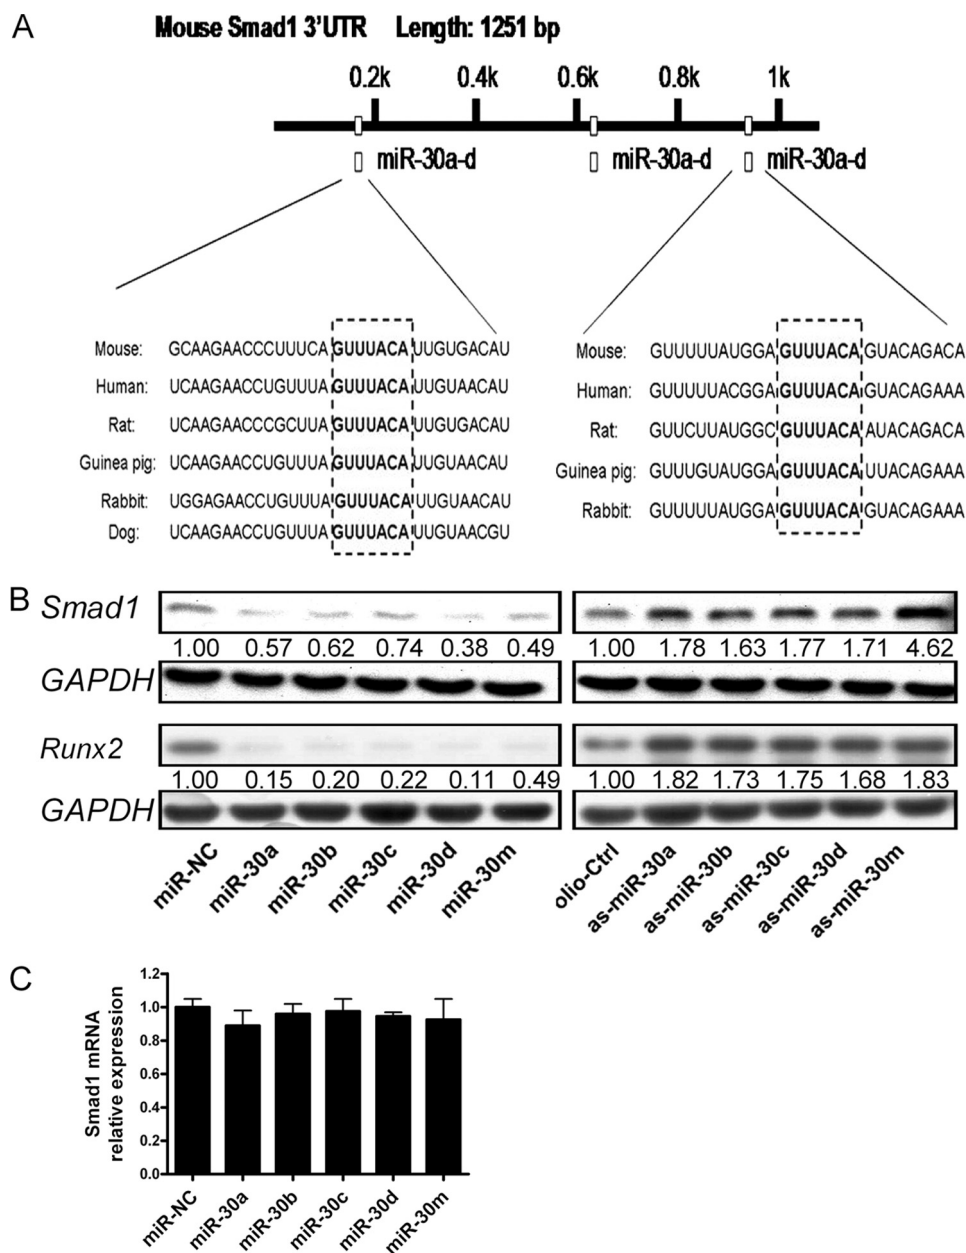 A
Mouse Smad1 3'UTR Length: 1251 bp
0.2k 0.4k 0.6k 0.8k 1k
miR-30a-d miR-30a-d miR-30a-d
Mouse: GCAAGAACCCUUUCA GUUUACA UUGUGACAU
Human: UCAAGAACCUGUUUA GUUUACA UUGUAACAU
Rat: UCAAGAACCCGCUUA GUUUACA UUGUGACAU
Guinea pig: UCAAGAACCUGUUUA GUUUACA UUGUAACAU
Rabbit: UGGAGAACCUGUUUA GUUUACA UUGUAACAU
Dog: UCAAGAACCUGUUUA GUUUACA UUGUAACGU
Mouse: GUUUUUAUGGA GUUUACA GUACAGACA
Human: GUUUUUACGGA GUUUACA GUACAGAAA
Rat: GUUCUUAUGGC GUUUACA AUACAGACA
Guinea pig: GUUUGUAUGGA GUUUACA UUACAGAAA
Rabbit: GUUUUUAUGGA GUUUACA GUACAGAAA
B
Smad1
1.00 0.57 0.62 0.74 0.38 0.49 1.00 1.78 1.63 1.77 1.71 4.62
GAPDH
Runx2
1.00 0.15 0.20 0.22 0.11 0.49 1.00 1.82 1.73 1.75 1.68 1.83
GAPDH
miR-NC miR-30a miR-30b miR-30c miR-30d miR-30m olio-Ctrl as-miR-30a as-miR-30b as-miR-30c as-miR-30d as-miR-30m
C
Smad1 mRNA
relative expression
1.2
1.0
0.8
0.6
0.4
0.2
0.0
miR-NC miR-30a miR-30b miR-30c miR-30d miR-30m